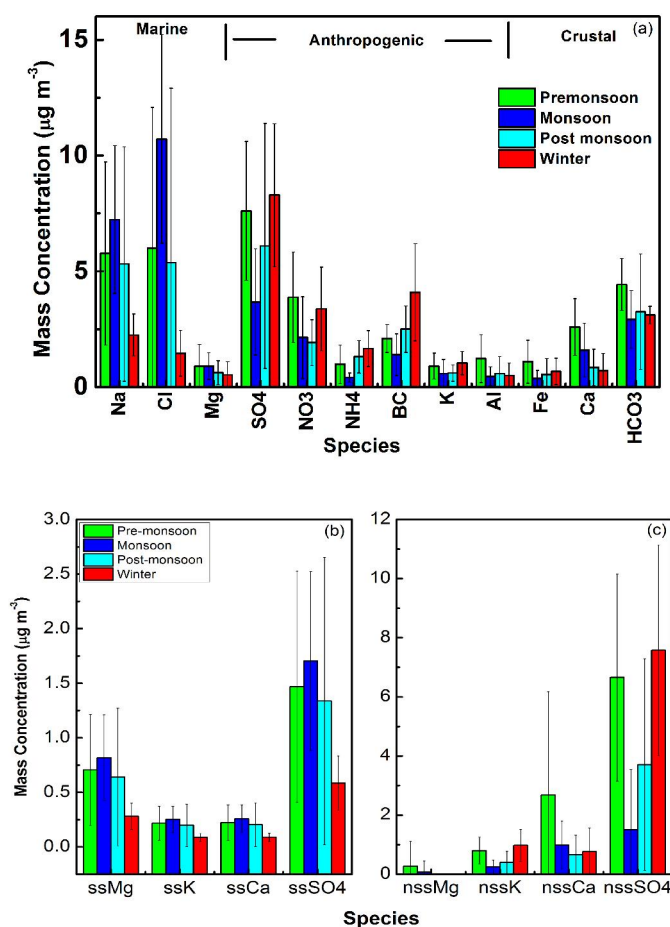 (a)
Marine Anthropogenic Crustal
Premonsoon
Monsoon
Post monsoon
Winter
Mass Concentration (µg m-3)
15
10
5
0
Na Cl Mg SO4 NO3 NH4 BC K Al Fe Ca HCO3
Species
(b)
Pre-monsoon
Monsoon
Post-monsoon
Winter
Mass Concentration (µg m-3)
3.0
2.5
2.0
1.5
1.0
0.5
0.0
ssMg ssK ssCa ssSO4
(c)
12
10
8
6
4
2
0
nssMg nssK nssCa nssSO4
Species